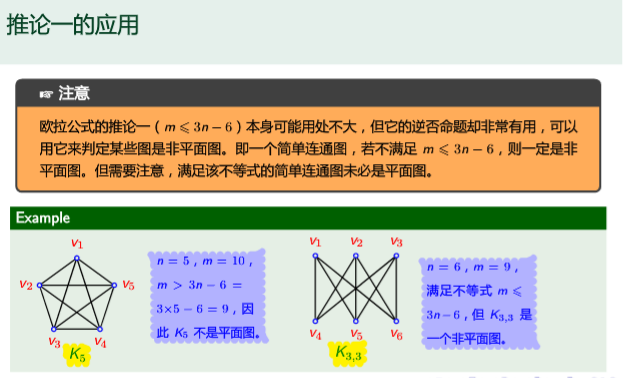 推论一的应用
☞ 注意
欧拉公式的推论一（m ⩽ 3n − 6）本身可能用处不大，但它的逆否命题却非常有用，可以
用它来判定某些图是非平面图。即一个简单连通图，若不满足 m ⩽ 3n − 6，则一定是非
平面图。但需要注意，满足该不等式的简单连通图未必是平面图。
Example
v₁
v₂
v₅
v₃
v₄
K₅
n = 5，m = 10，
m > 3n − 6 =
3×5 − 6 = 9，因
此 K₅ 不是平面图。
v₁ v₂ v₃
v₄ v₅ v₆
K₃,₃
n = 6，m = 9，
满足不等式 m ⩽
3n−6，但 K₃,₃ 是
一个非平面图。